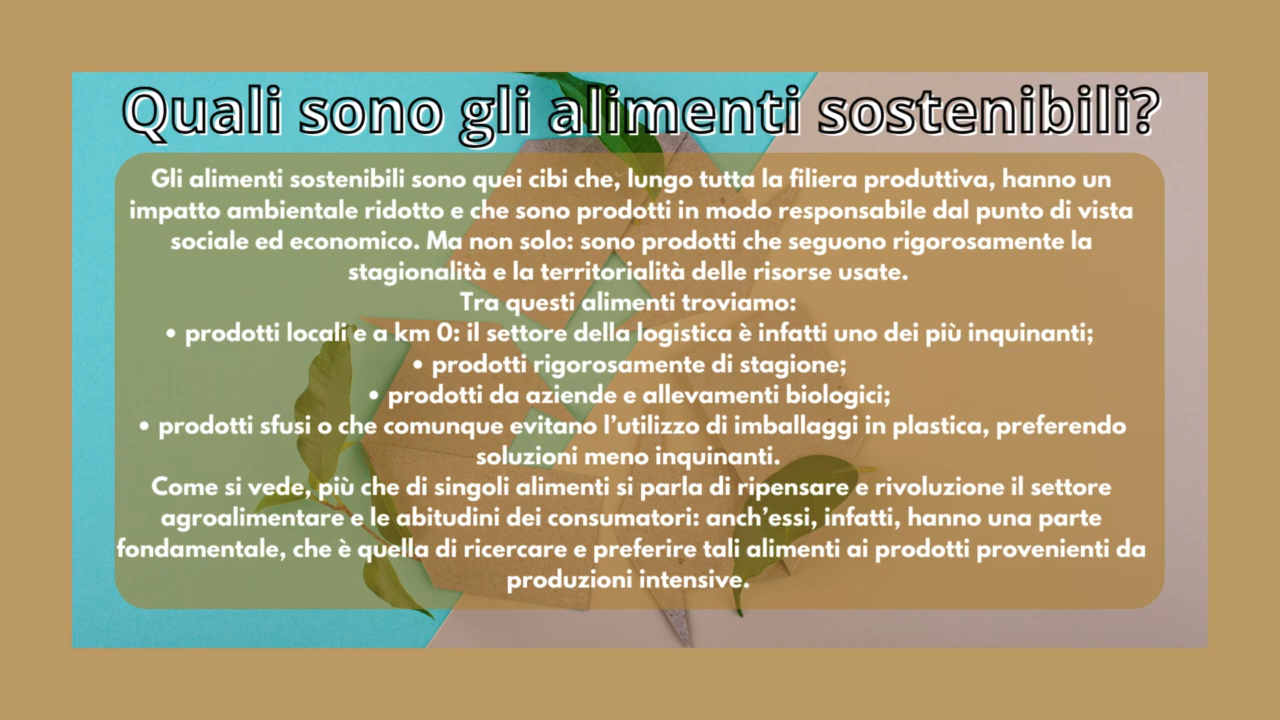 Quali sono gli alimenti sostenibili?
Gli alimenti sostenibili sono quei cibi che, lungo tutta la filiera produttiva, hanno un
impatto ambientale ridotto e che sono prodotti in modo responsabile dal punto di vista
sociale ed economico. Ma non solo: sono prodotti che seguono rigorosamente la
stagionalità e la territorialità delle risorse usate.
Tra questi alimenti troviamo:
• prodotti locali e a km 0: il settore della logistica è infatti uno dei più inquinanti;
• prodotti rigorosamente di stagione;
• prodotti da aziende e allevamenti biologici;
• prodotti sfusi o che comunque evitano l’utilizzo di imballaggi in plastica, preferendo
soluzioni meno inquinanti.
Come si vede, più che di singoli alimenti si parla di ripensare e rivoluzione il settore
agroalimentare e le abitudini dei consumatori: anch’essi, infatti, hanno una parte
fondamentale, che è quella di ricercare e preferire tali alimenti ai prodotti provenienti da
produzioni intensive.